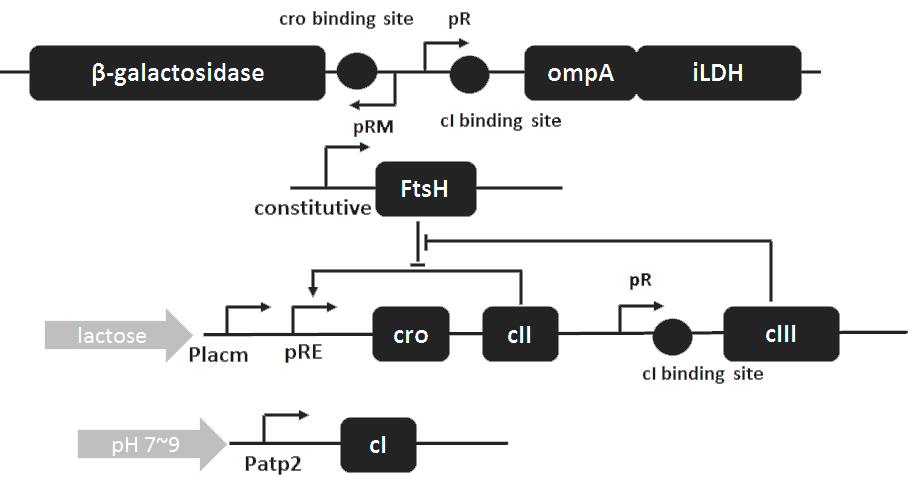 cro binding site
pR
β-galactosidase
ompA
iLDH
pRM
cI binding site
FtsH
constitutive
pR
lactose
cro
cII
cIII
Placm
pRE
cI binding site
pH 7~9
cI
Patp2